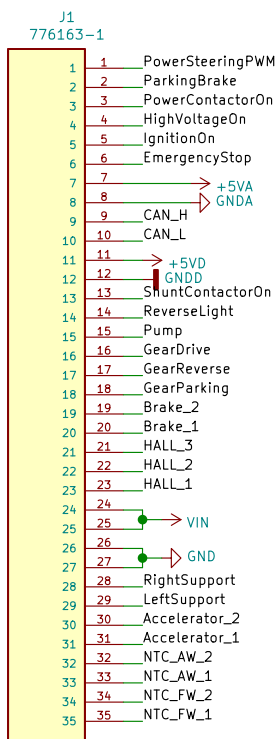 J1
776163-1
1 1 PowerSteeringPWM
2 2 ParkingBrake
3 3 PowerContactorOn
4 4 HighVoltageOn
5 5 IgnitionOn
6 6 EmergencyStop
7 7 +5VA
8 8 GNDA
9 9 CAN_H
10 10 CAN_L
11 11 +5VD
12 12 GNDD
13 13 ShuntContactorOn
14 14 ReverseLight
15 15 Pump
16 16 GearDrive
17 17 GearReverse
18 18 GearParking
19 19 Brake_2
20 20 Brake_1
21 21 HALL_3
22 22 HALL_2
23 23 HALL_1
24 24
VIN
25 25
26 26
GND
27 27
28 28 RightSupport
29 29 LeftSupport
30 30 Accelerator_2
31 31 Accelerator_1
32 32 NTC_AW_2
33 33 NTC_AW_1
34 34 NTC_FW_2
35 35 NTC_FW_1